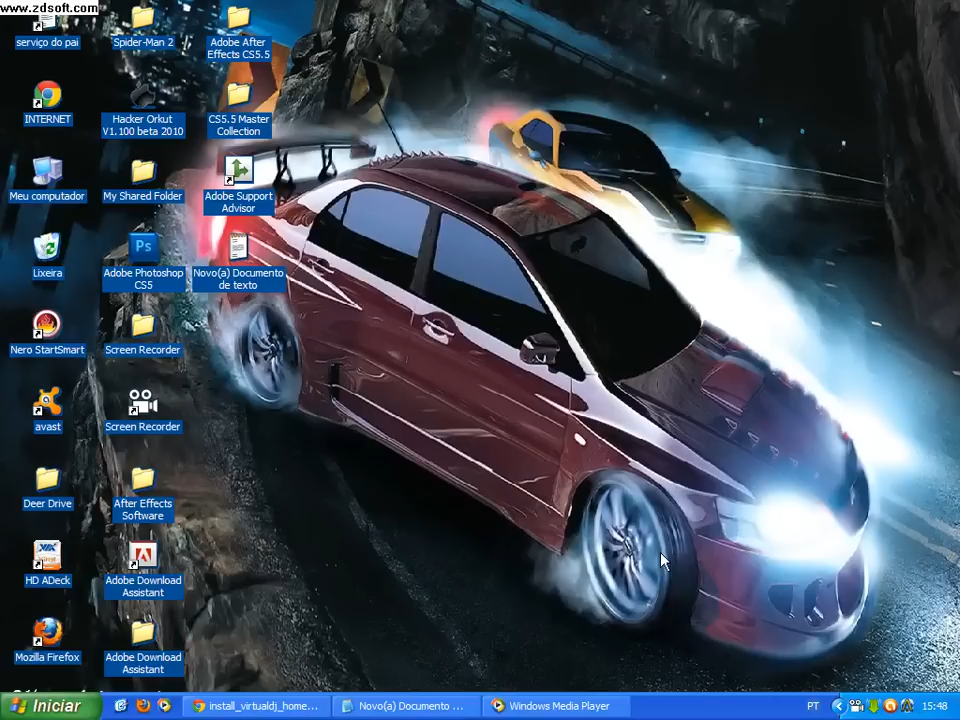 www.zdsoft.com
serviço do pai
Spider-Man 2
Adobe After
Effects CS5.5
INTERNET
Hacker Orkut
V1.100 beta 2010
CS5.5 Master
Collection
Meu computador
My Shared Folder
Adobe Support
Advisor
Lixeira
Ps
Adobe Photoshop
CS5
Novo(a) Documento
de texto
Nero StartSmart
Screen Recorder
avast
Screen Recorder
Deer Drive
After Effects
Software
VIA
HD ADeck
Adobe Download
Assistant
Mozilla Firefox
Adobe Download
Assistant
Iniciar
install_virtualdj_home...
Novo(a) Documento ...
Windows Media Player
PT
15:48